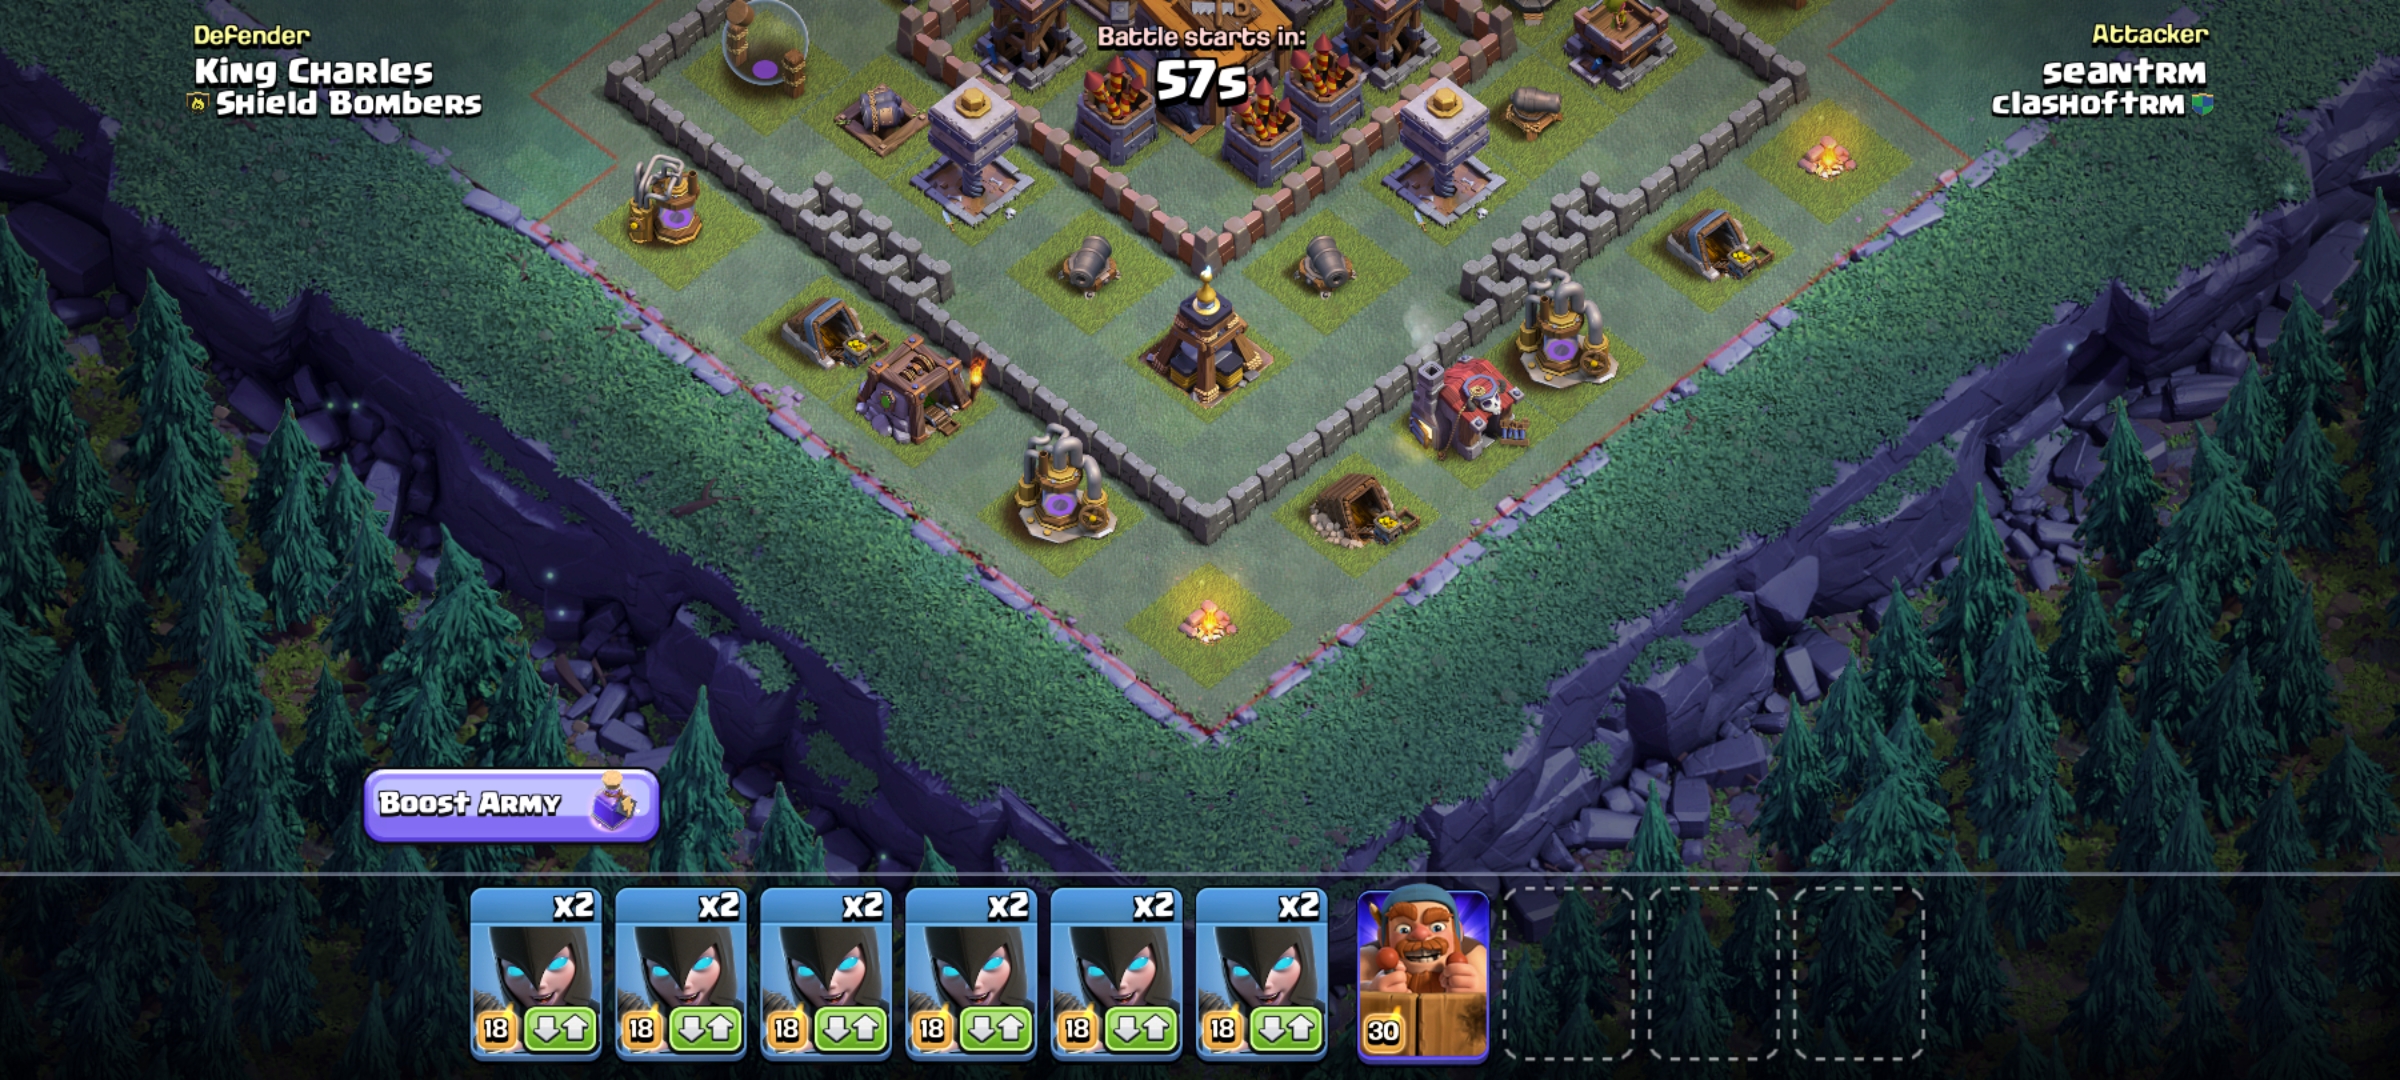 Defender
King Charles
Shield Bombers
Battle starts in:
57s
Attacker
seantrm
clashoftrm
Boost Army
x2
x2
x2
x2
x2
x2
18
18
18
18
18
18
30